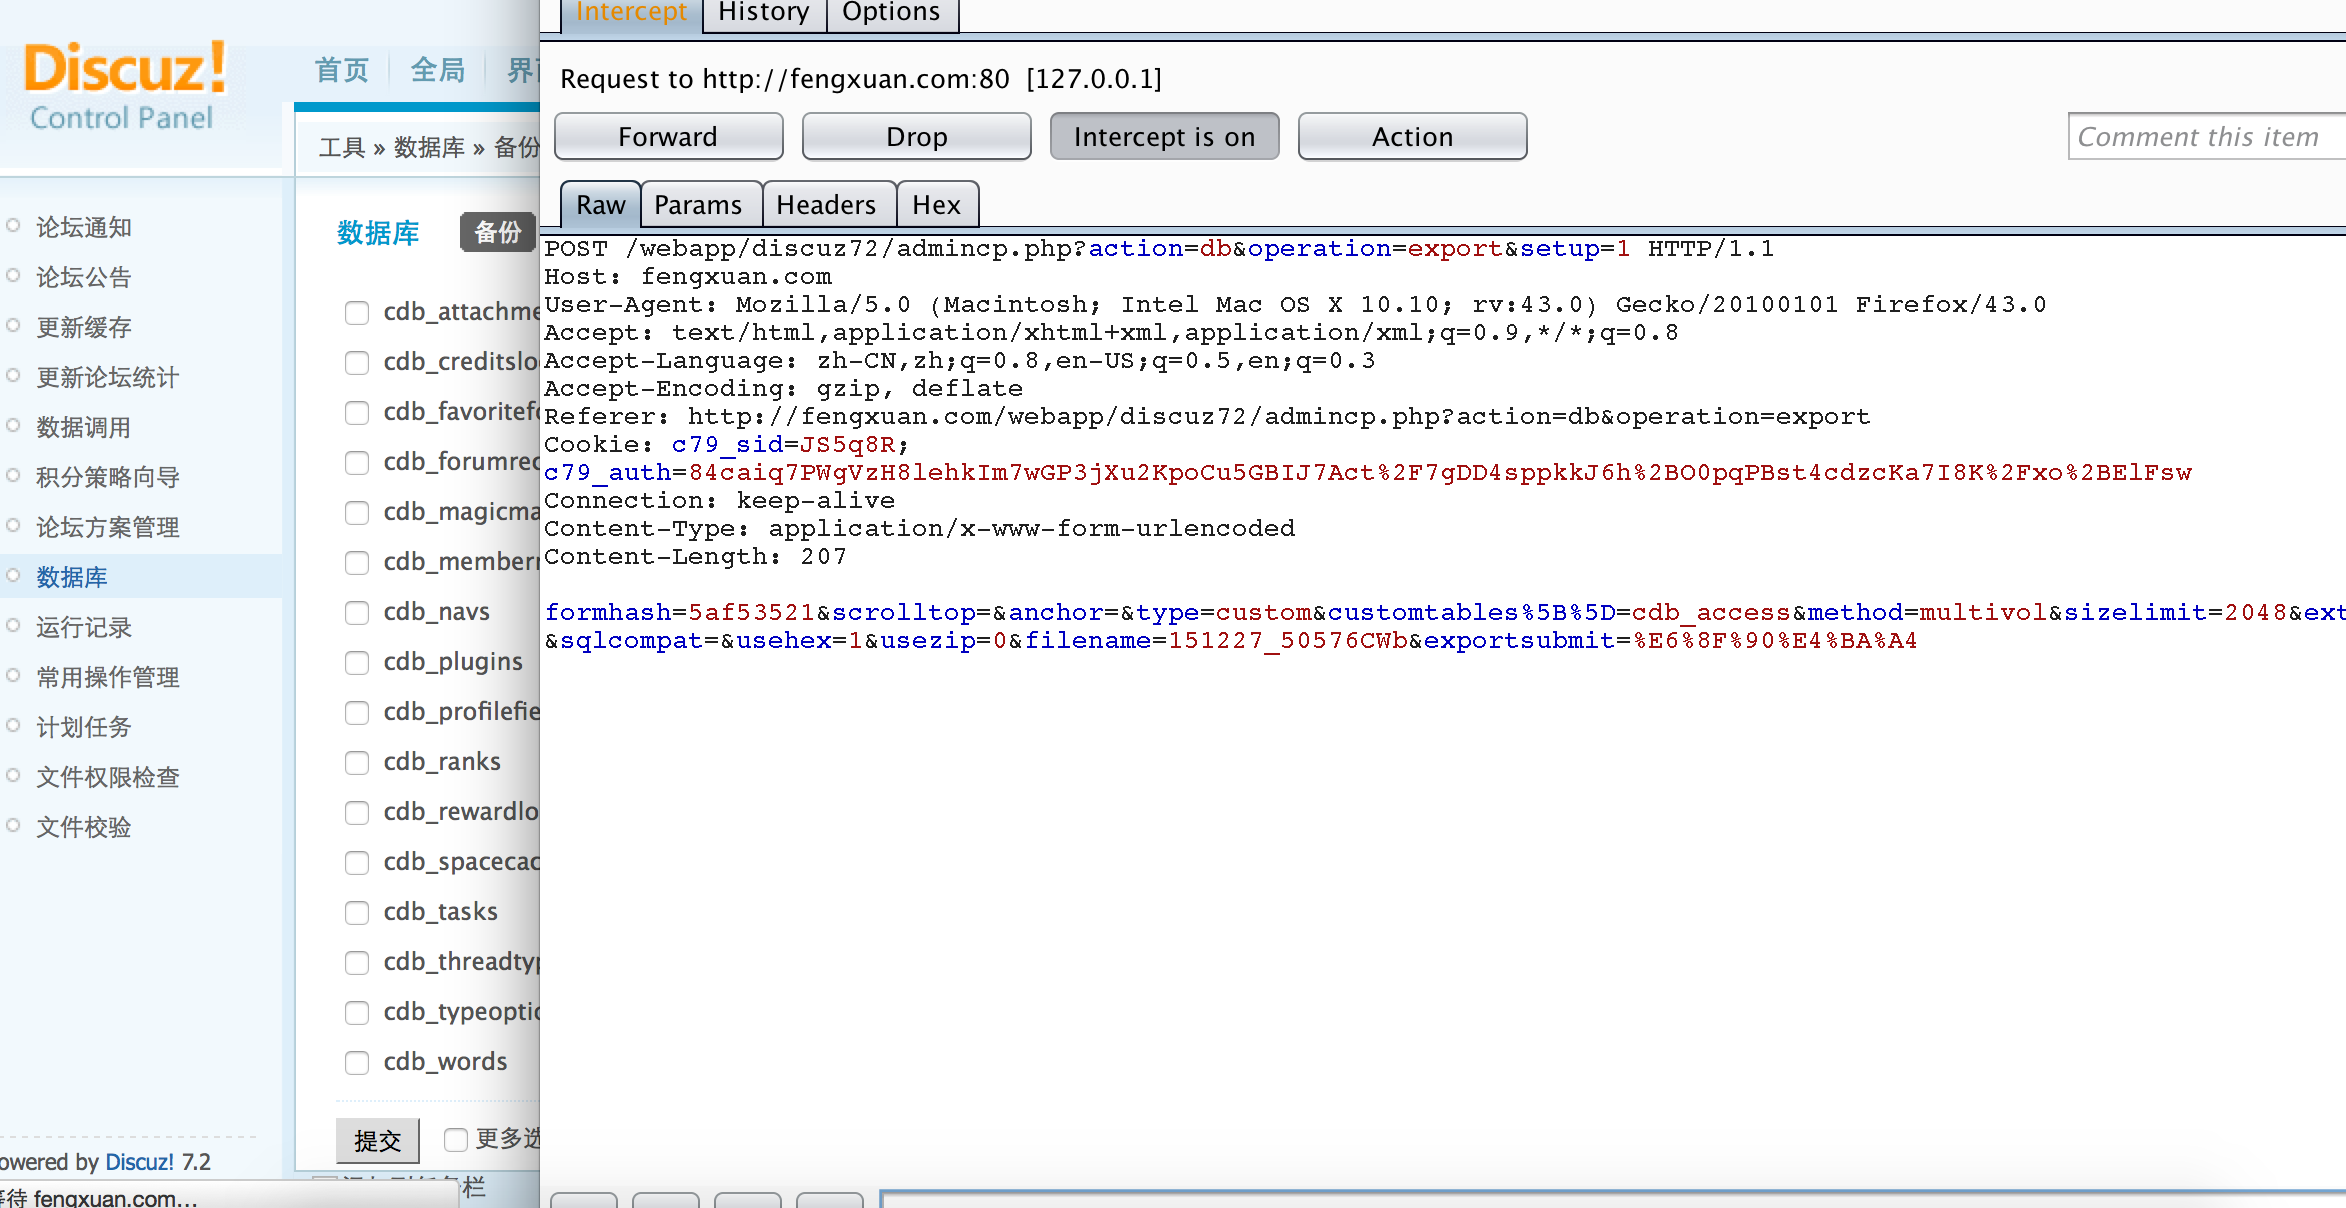 Discuz!
Control Panel
首页 全局
工具 » 数据库 » 备份
论坛通知
论坛公告
更新缓存
更新论坛统计
数据调用
积分策略向导
论坛方案管理
数据库
运行记录
常用操作管理
计划任务
文件权限检查
文件校验
owered by Discuz! 7.2
待 fengxuan.com...
数据库 备份
cdb_attachme
cdb_creditslo
cdb_favoritefo
cdb_forumrec
cdb_magicma
cdb_member
cdb_navs
cdb_plugins
cdb_profilefie
cdb_ranks
cdb_rewardlo
cdb_spacecac
cdb_tasks
cdb_threadtyp
cdb_typeoptio
cdb_words
提交 更多选
栏
Intercept History Options
Request to http://fengxuan.com:80 [127.0.0.1]
Forward Drop Intercept is on Action Comment this item
Raw Params Headers Hex
POST /webapp/discuz72/admincp.php?action=db&operation=export&setup=1 HTTP/1.1
Host: fengxuan.com
User-Agent: Mozilla/5.0 (Macintosh; Intel Mac OS X 10.10; rv:43.0) Gecko/20100101 Firefox/43.0
Accept: text/html,application/xhtml+xml,application/xml;q=0.9,*/*;q=0.8
Accept-Language: zh-CN,zh;q=0.8,en-US;q=0.5,en;q=0.3
Accept-Encoding: gzip, deflate
Referer: http://fengxuan.com/webapp/discuz72/admincp.php?action=db&operation=export
Cookie: c79_sid=JS5q8R;
c79_auth=84caiq7PWgVzH8lehkIm7wGP3jXu2KpoCu5GBIJ7Act%2F7gDD4sppkkJ6h%2BO0pqPBst4cdzcKa7I8K%2Fxo%2BElFsw
Connection: keep-alive
Content-Type: application/x-www-form-urlencoded
Content-Length: 207
formhash=5af53521&scrolltop=&anchor=&type=custom&customtables%5B%5D=cdb_access&method=multivol&sizelimit=2048&ext
&sqlcompat=&usehex=1&usezip=0&filename=151227_50576CWb&exportsubmit=%E6%8F%90%E4%BA%A4